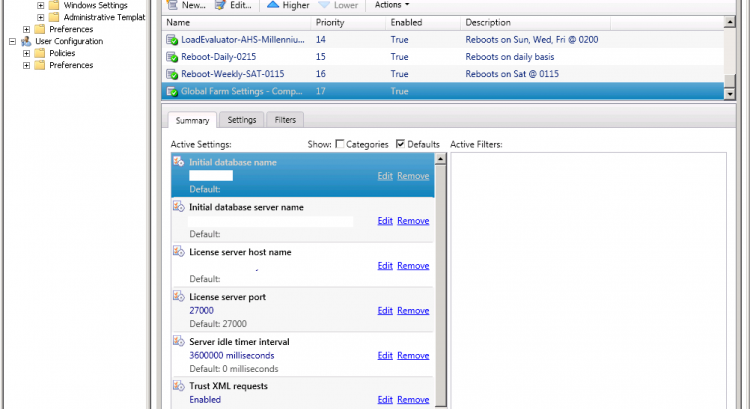 New...
Edit...
Higher
Lower
Actions
Windows Settings
Administrative Templat
Preferences
User Configuration
Policies
Preferences
Name Priority Enabled Description
LoadEvaluator-AHS-Millenniu... 14 True Reboots on Sun, Wed, Fri @ 0200
Reboot-Daily-0215 15 True Reboots on daily basis
Reboot-Weekly-SAT-0115 16 True Reboots on Sat @ 0115
Global Farm Settings - Comp... 17 True
Summary Settings Filters
Active Settings: Show: Categories Defaults Active Filters:
Initial database name
Edit Remove
Default:
Initial database server name
Edit Remove
Default:
License server host name
Edit Remove
Default:
License server port
27000 Edit Remove
Default: 27000
Server idle timer interval
3600000 milliseconds Edit Remove
Default: 0 milliseconds
Trust XML requests
Enabled Edit Remove